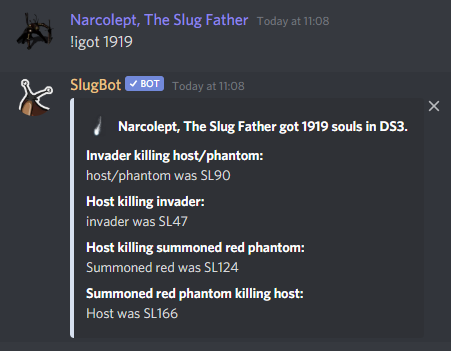 Narcolept, The Slug Father Today at 11:08
!igot 1919
SlugBot ✓ BOT Today at 11:08
Narcolept, The Slug Father got 1919 souls in DS3.
Invader killing host/phantom:
host/phantom was SL90
Host killing invader:
invader was SL47
Host killing summoned red phantom:
Summoned red was SL124
Summoned red phantom killing host:
Host was SL166